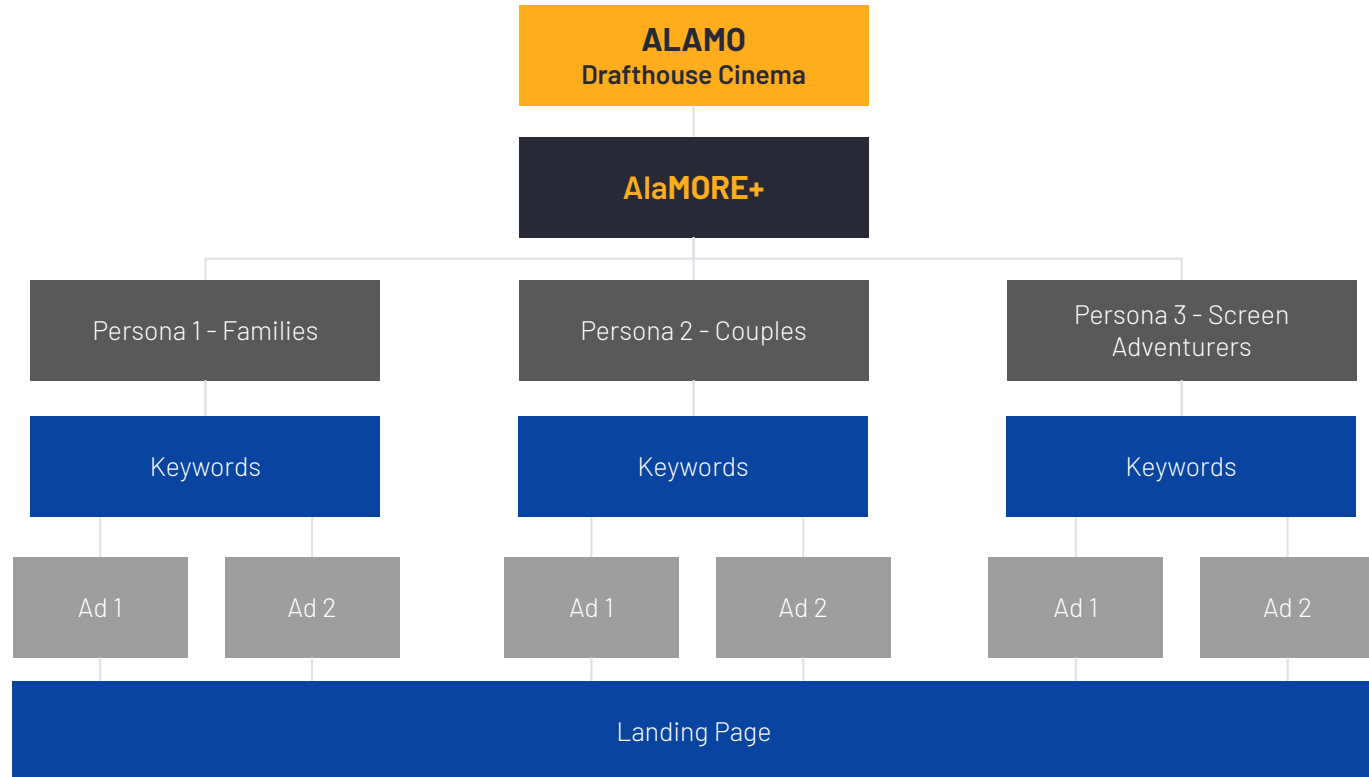 ALAMO
Drafthouse Cinema
AlaMORE+
Persona 1 - Families
Persona 2 - Couples
Persona 3 - Screen
Adventurers
Keywords
Keywords
Keywords
Ad 1
Ad 2
Ad 1
Ad 2
Ad 1
Ad 2
Landing Page